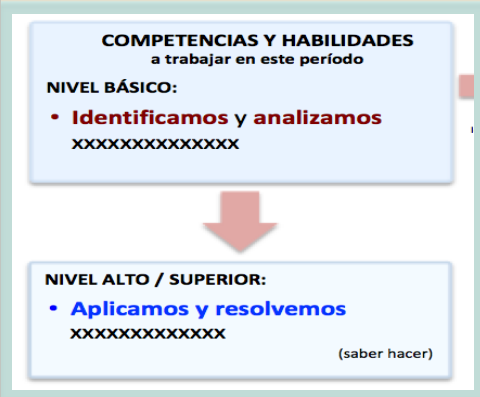 COMPETENCIAS Y HABILIDADES
a trabajar en este período
NIVEL BÁSICO:
• Identificamos y analizamos
xxxxxxxxxxxxxx
NIVEL ALTO / SUPERIOR:
• Aplicamos y resolvemos
xxxxxxxxxxxxx
(saber hacer)